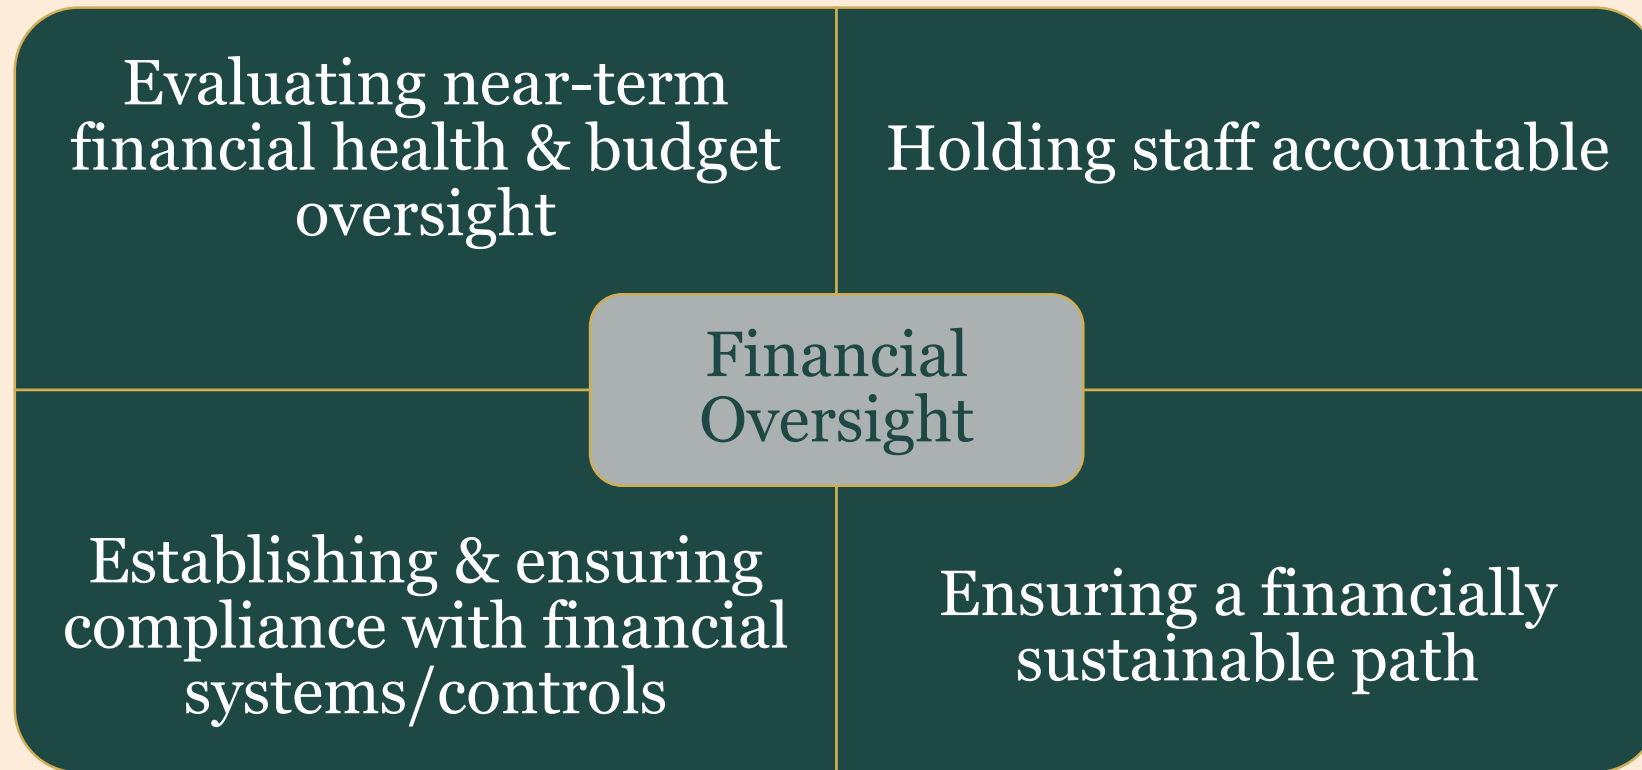 Evaluating near-term
financial health & budget
oversight
Holding staff accountable
Financial
Oversight
Establishing & ensuring
compliance with financial
systems/controls
Ensuring a financially
sustainable path